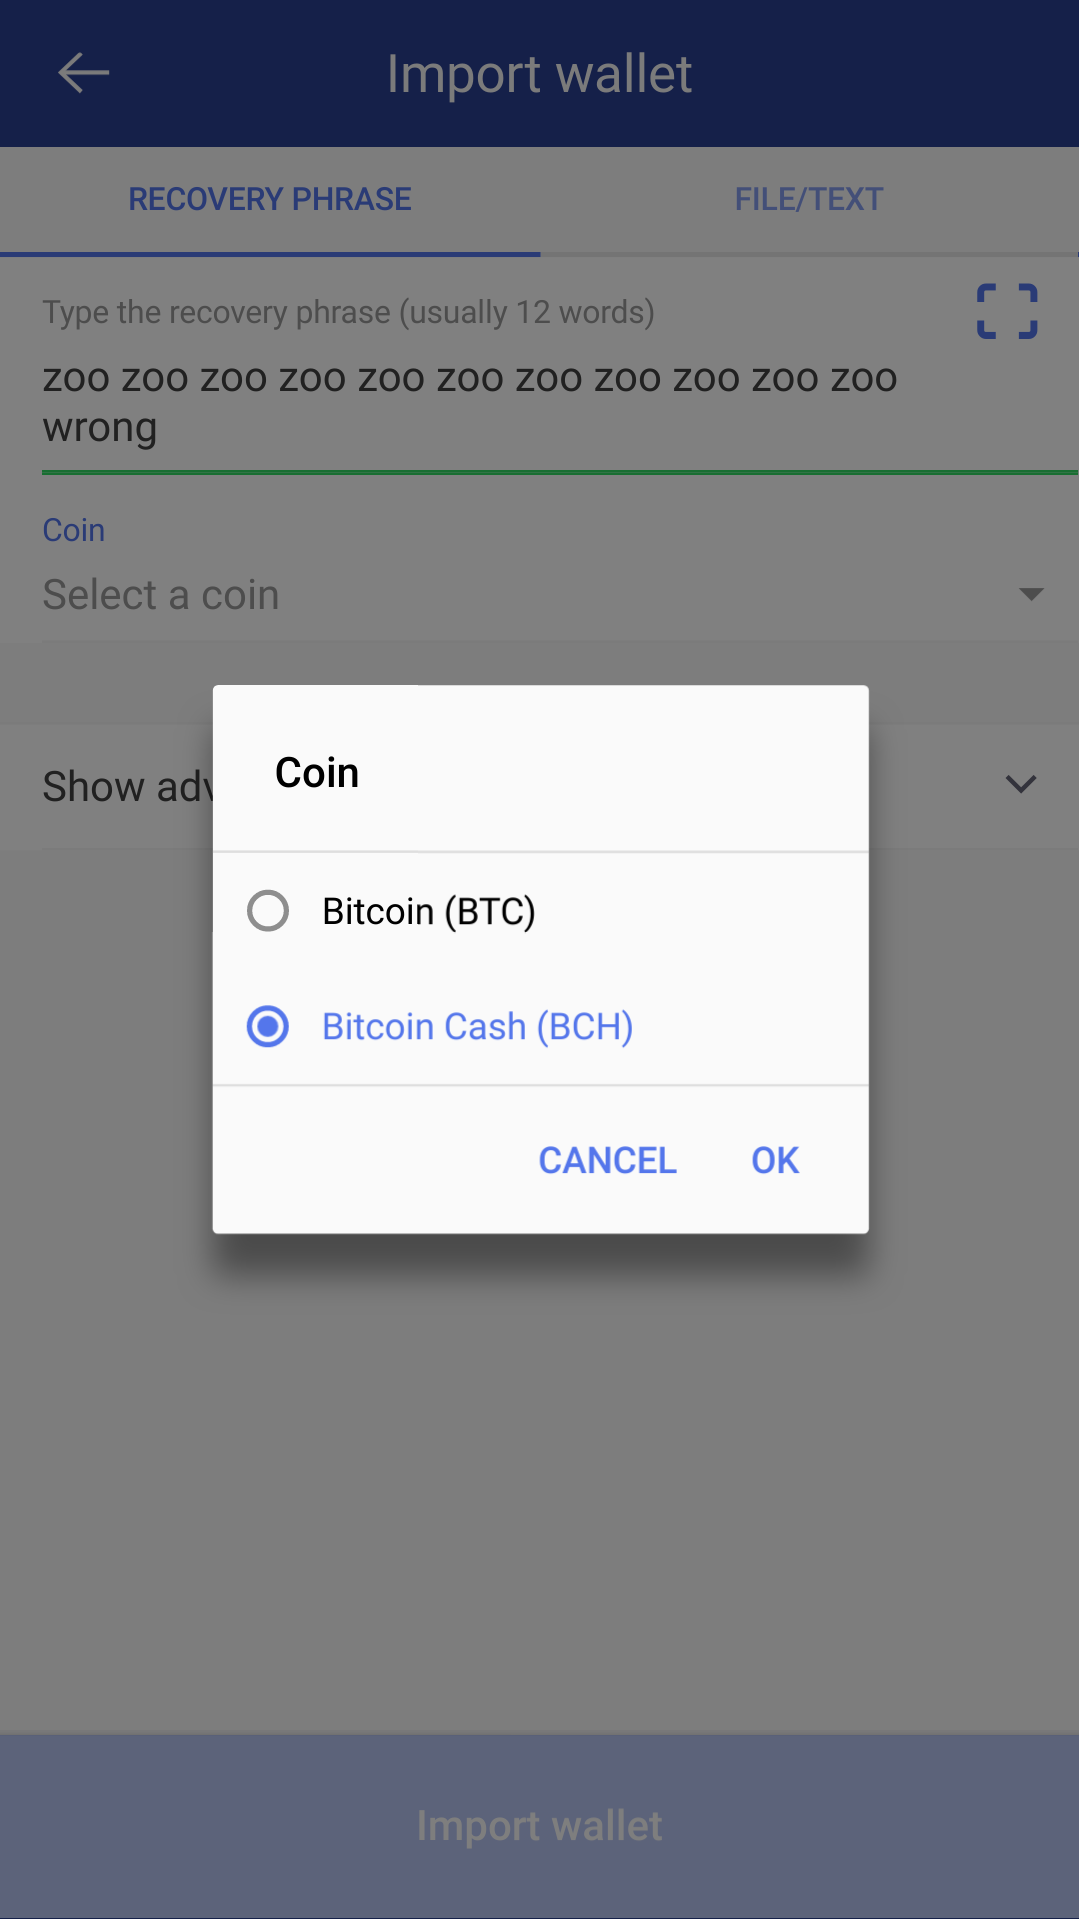 Import wallet
RECOVERY PHRASE
FILE/TEXT
Type the recovery phrase (usually 12 words)
zoo zoo zoo zoo zoo zoo zoo zoo zoo zoo zoo
wrong
Coin
Select a coin
Show adv
Coin
Bitcoin (BTC)
Bitcoin Cash (BCH)
CANCEL OK
Import wallet